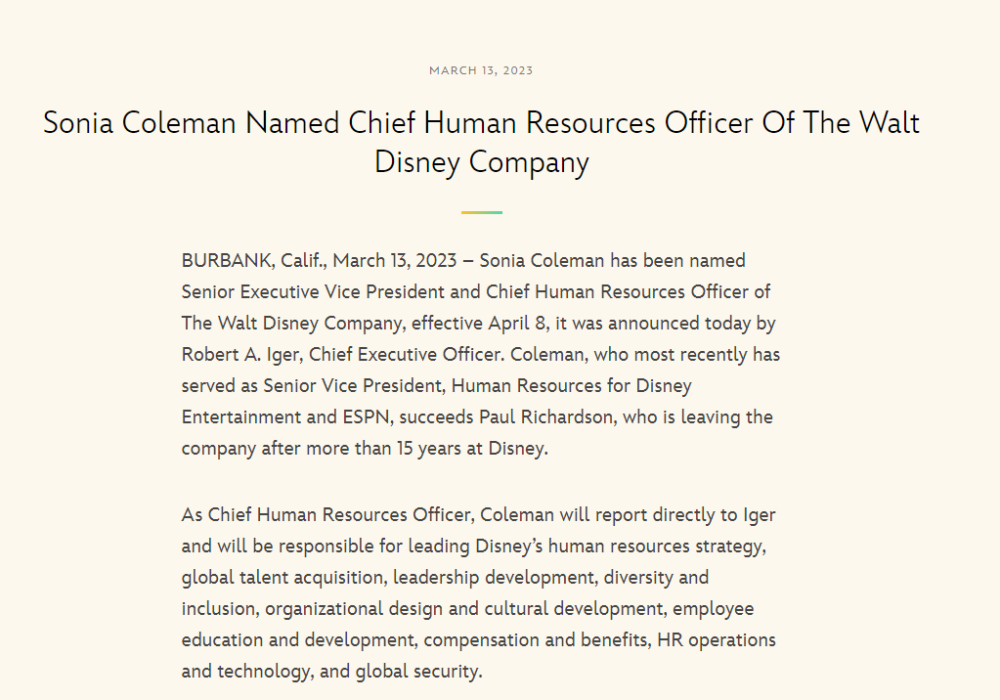 MARCH 13, 2023
Sonia Coleman Named Chief Human Resources Officer Of The Walt
Disney Company
BURBANK, Calif., March 13, 2023 – Sonia Coleman has been named
Senior Executive Vice President and Chief Human Resources Officer of
The Walt Disney Company, effective April 8, it was announced today by
Robert A. Iger, Chief Executive Officer. Coleman, who most recently has
served as Senior Vice President, Human Resources for Disney
Entertainment and ESPN, succeeds Paul Richardson, who is leaving the
company after more than 15 years at Disney.
As Chief Human Resources Officer, Coleman will report directly to Iger
and will be responsible for leading Disney’s human resources strategy,
global talent acquisition, leadership development, diversity and
inclusion, organizational design and cultural development, employee
education and development, compensation and benefits, HR operations
and technology, and global security.